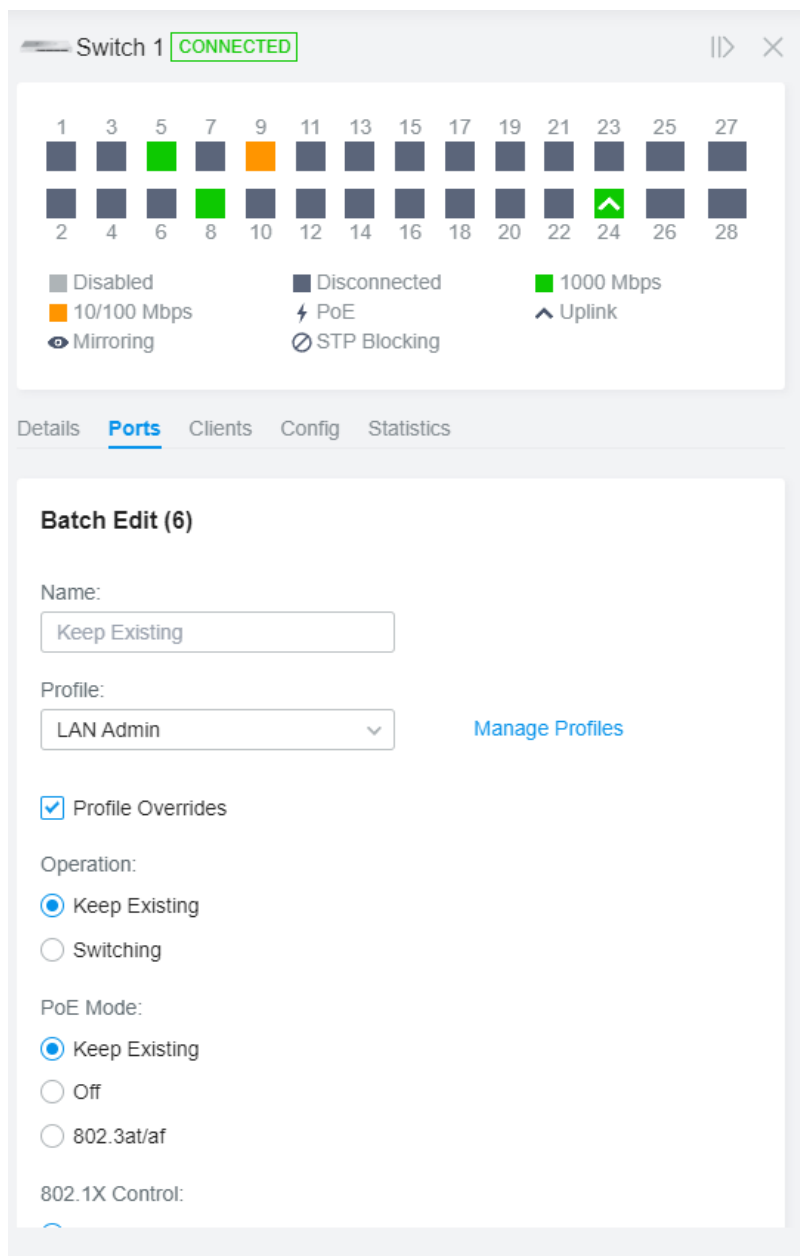 Switch 1 CONNECTED
1 3 5 7 9 11 13 15 17 19 21 23 25 27
2 4 6 8 10 12 14 16 18 20 22 24 26 28
Disabled Disconnected 1000 Mbps
10/100 Mbps PoE Uplink
Mirroring STP Blocking
Details Ports Clients Config Statistics
Batch Edit (6)
Name:
Keep Existing
Profile:
LAN Admin Manage Profiles
Profile Overrides
Operation:
Keep Existing
Switching
PoE Mode:
Keep Existing
Off
802.3at/af
802.1X Control: